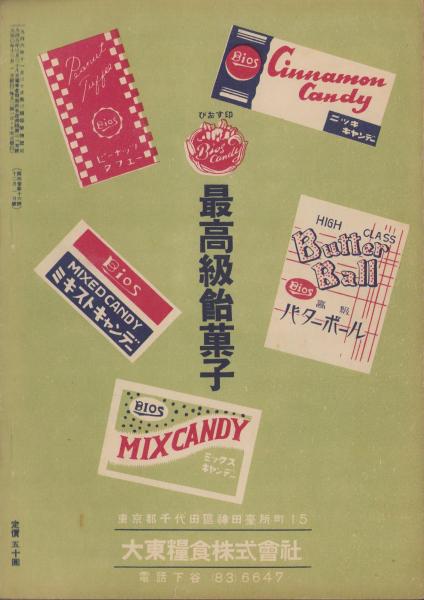 Peanut
Tuffee
Bios
ピーナット
タフエー
Bios
Cinnamon
Candy
ニッキ
キャンデー
びおす印
Bios
Candy
最高級飴菓子
HIGH CLASS
Butter
Ball
Bios
高級
バターボール
Bios
MIXED CANDY
ミキストキャンデー
BIOS
MIXCANDY
ミックス
キャンデー
定價五十圓
東京都千代田區神田臺所町15
大東糧食株式會社
電話下谷(83)6647